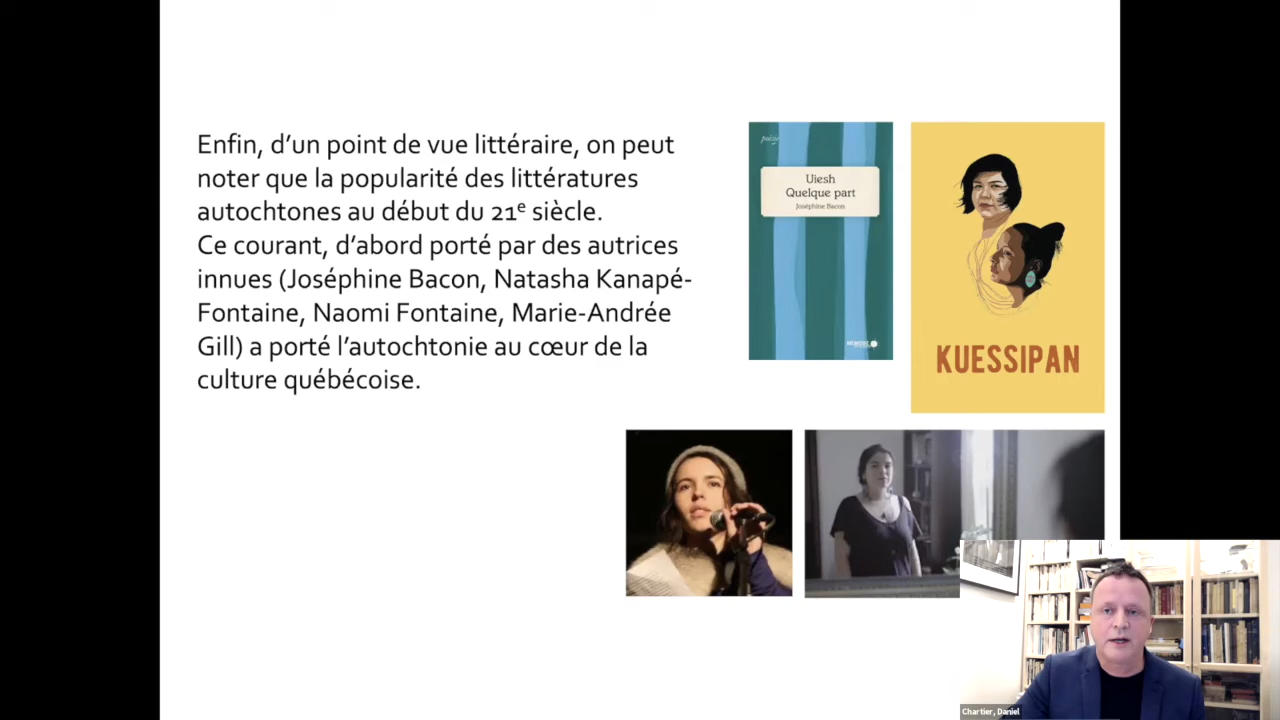 Enfin, d'un point de vue littéraire, on peut
noter que la popularité des littératures
autochtones au début du 21e siècle.
Ce courant, d'abord porté par des autrices
innues (Joséphine Bacon, Natasha Kanapé-
Fontaine, Naomi Fontaine, Marie-Andrée
Gill) a porté l'autochtonie au cœur de la
culture québécoise.
poésie
Uiesh
Quelque part
Joséphine Bacon
KUESSIPAN
Chartier, Daniel